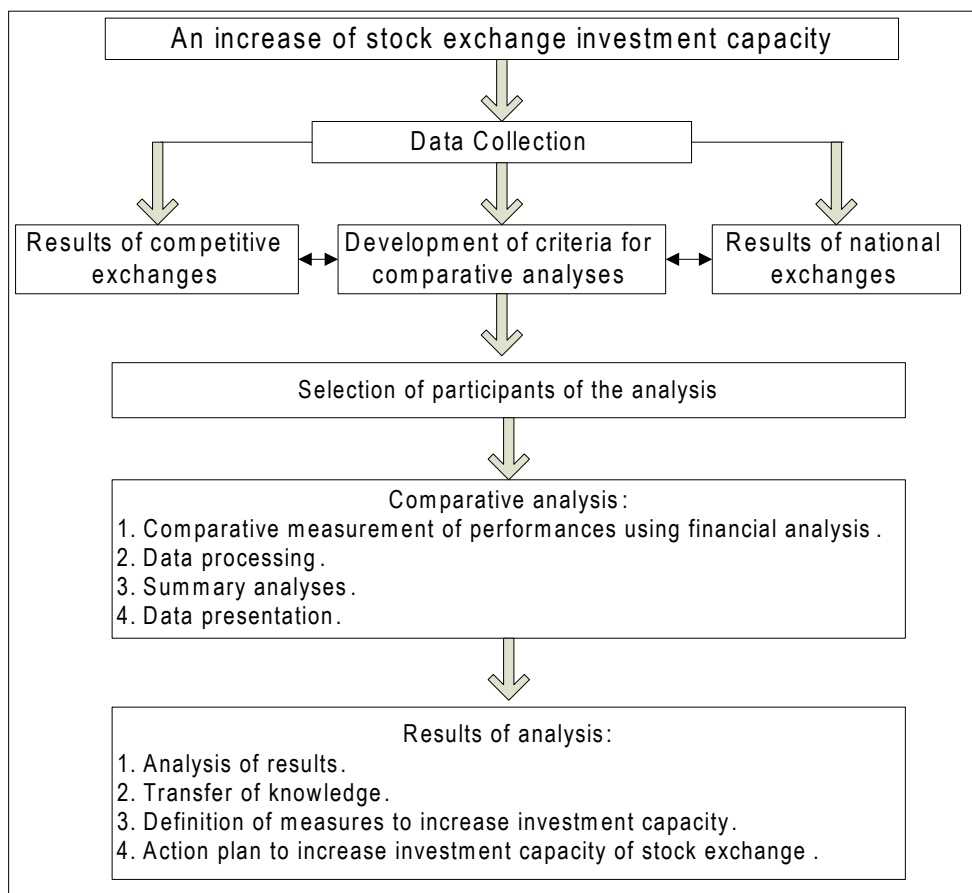 An increase of stock exchange investment capacity
Data Collection
Results of competitive
exchanges
Development of criteria for
comparative analyses
Results of national
exchanges
Selection of participants of the analysis
Comparative analysis:
1. Comparative measurement of performances using financial analysis.
2. Data processing.
3. Summary analyses.
4. Data presentation.
Results of analysis:
1. Analysis of results.
2. Transfer of knowledge.
3. Definition of measures to increase investment capacity.
4. Action plan to increase investment capacity of stock exchange.